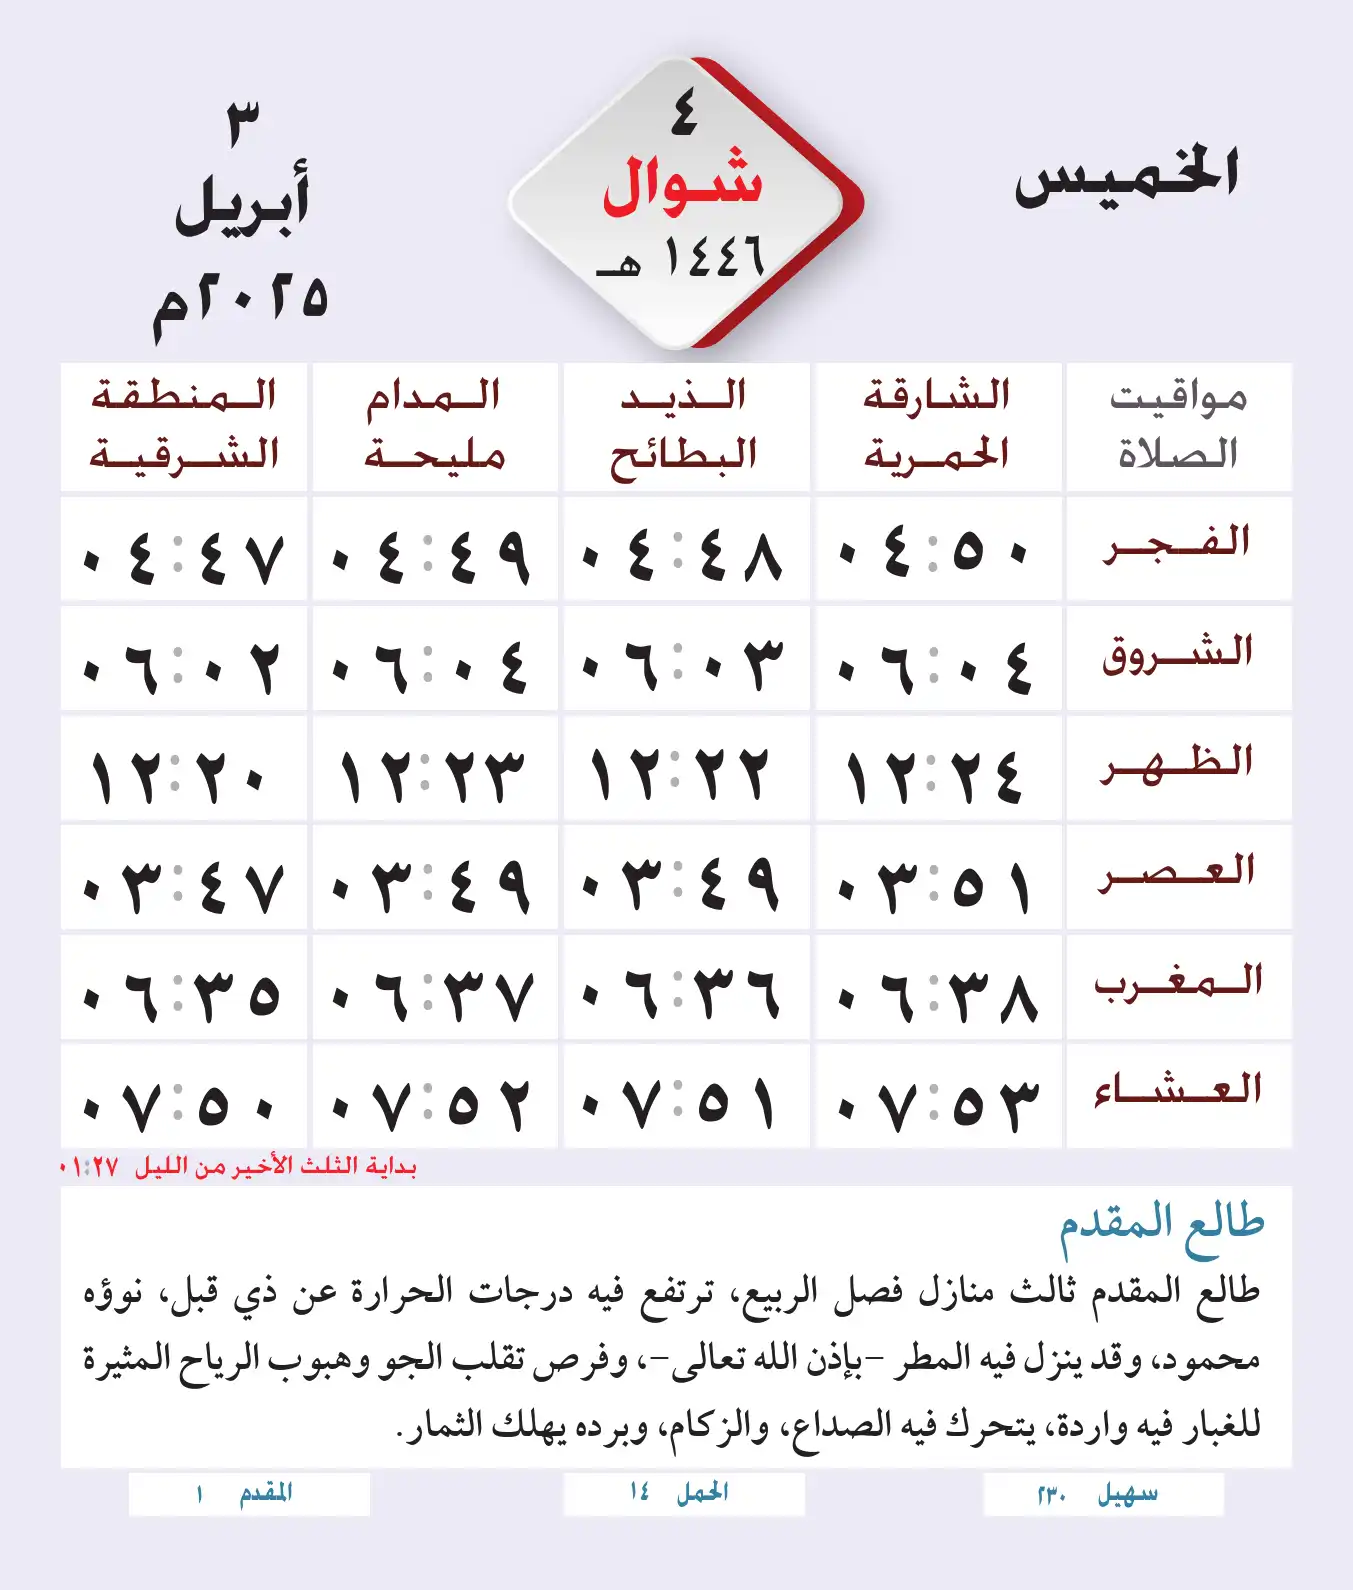 الخميس
٤
شوال
١٤٤٦ هـ
٣
أبريل
٢٠٢٥م
مواقيت الصلاة
الشارقة الحمرية
الذيد البطائح
المدام مليحة
المنطقة الشرقية
الفجر ٠٤:٥٠ ٠٤:٤٨ ٠٤:٤٩ ٠٤:٤٧
الشروق ٠٦:٠٤ ٠٦:٠٣ ٠٦:٠٤ ٠٦:٠٢
الظهر ١٢:٢٤ ١٢:٢٢ ١٢:٢٣ ١٢:٢٠
العصر ٠٣:٥١ ٠٣:٤٩ ٠٣:٤٩ ٠٣:٤٧
المغرب ٠٦:٣٨ ٠٦:٣٦ ٠٦:٣٧ ٠٦:٣٥
العشاء ٠٧:٥٣ ٠٧:٥١ ٠٧:٥٢ ٠٧:٥٠
بداية الثلث الأخير من الليل ٠١:٢٧
طالع المقدم
طالع المقدم ثالث منازل فصل الربيع، ترتفع فيه درجات الحرارة عن ذي قبل، نوؤه
محمود، وقد ينزل فيه المطر -بإذن الله تعالى-، وفرص تقلب الجو وهبوب الرياح المثيرة
للغبار فيه واردة، يتحرك فيه الصداع، والزكام، وبرده يهلك الثمار.
سهيل ٢٣٠
الحمل ١٤
المقدم ١